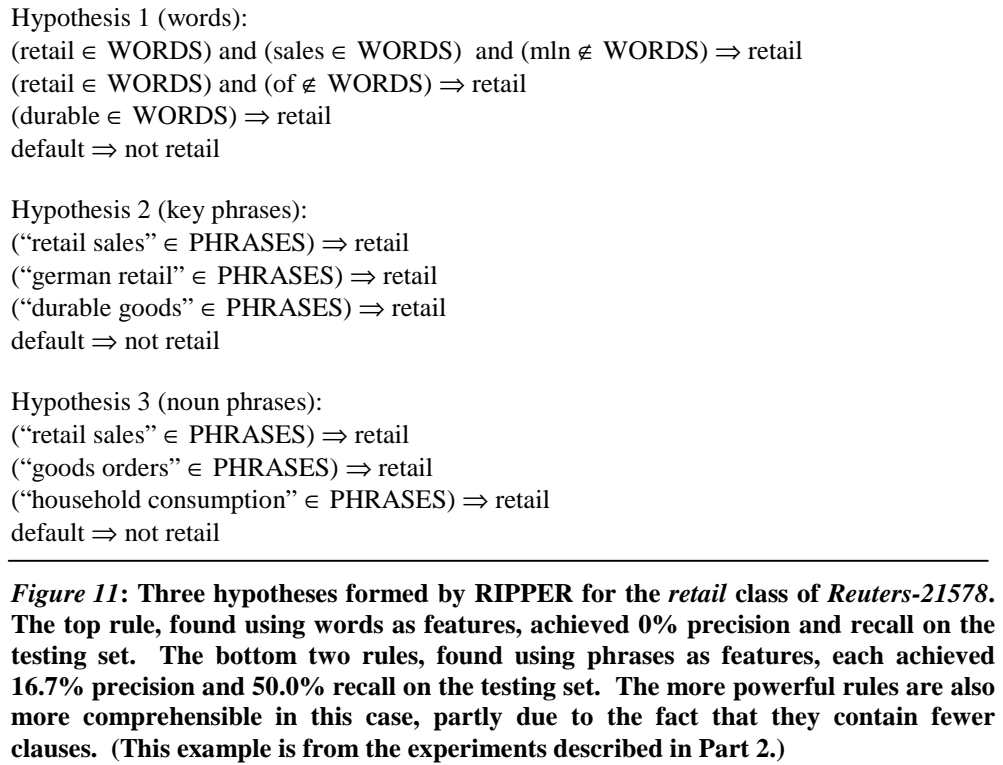 Hypothesis 1 (words):
(retail ∈ WORDS) and (sales ∈ WORDS)  and (mln ∉ WORDS) ⇒ retail
(retail ∈ WORDS) and (of ∉ WORDS) ⇒ retail
(durable ∈ WORDS) ⇒ retail
default ⇒ not retail
Hypothesis 2 (key phrases):
(“retail sales” ∈ PHRASES) ⇒ retail
(“german retail” ∈ PHRASES) ⇒ retail
(“durable goods” ∈ PHRASES) ⇒ retail
default ⇒ not retail
Hypothesis 3 (noun phrases):
(“retail sales” ∈ PHRASES) ⇒ retail
(“goods orders” ∈ PHRASES) ⇒ retail
(“household consumption” ∈ PHRASES) ⇒ retail
default ⇒ not retail
Figure 11: Three hypotheses formed by RIPPER for the retail class of Reuters-21578.
The top rule, found using words as features, achieved 0% precision and recall on the
testing set.  The bottom two rules, found using phrases as features, each achieved
16.7% precision and 50.0% recall on the testing set.  The more powerful rules are also
more comprehensible in this case, partly due to the fact that they contain fewer
clauses.  (This example is from the experiments described in Part 2.)